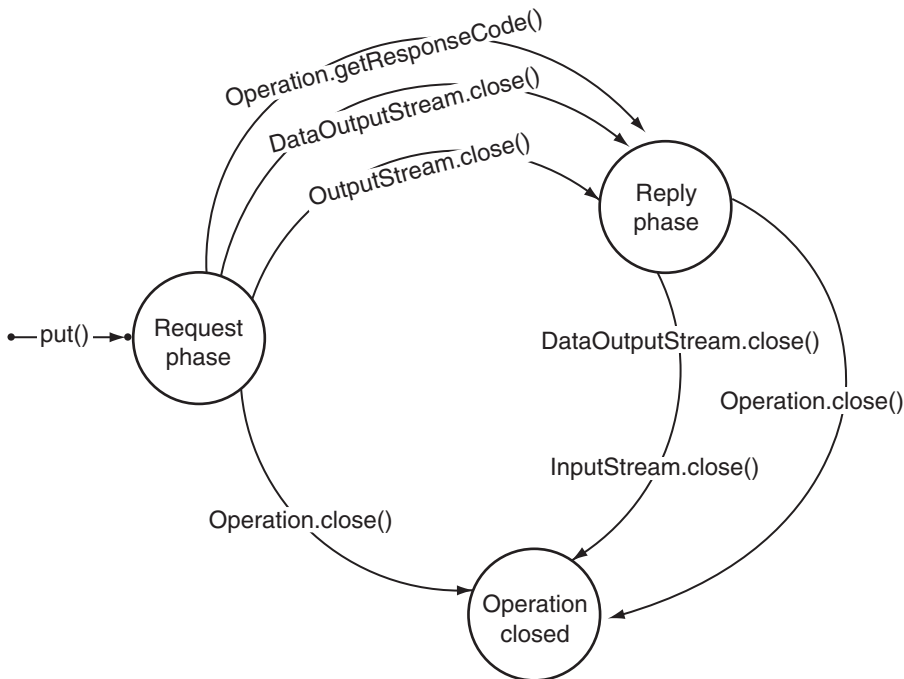 Operation.getResponseCode()
DataOutputStream.close()
OutputStream.close()
Reply
phase
put()
Request
phase
DataOutputStream.close()
Operation.close()
InputStream.close()
Operation.close()
Operation
closed